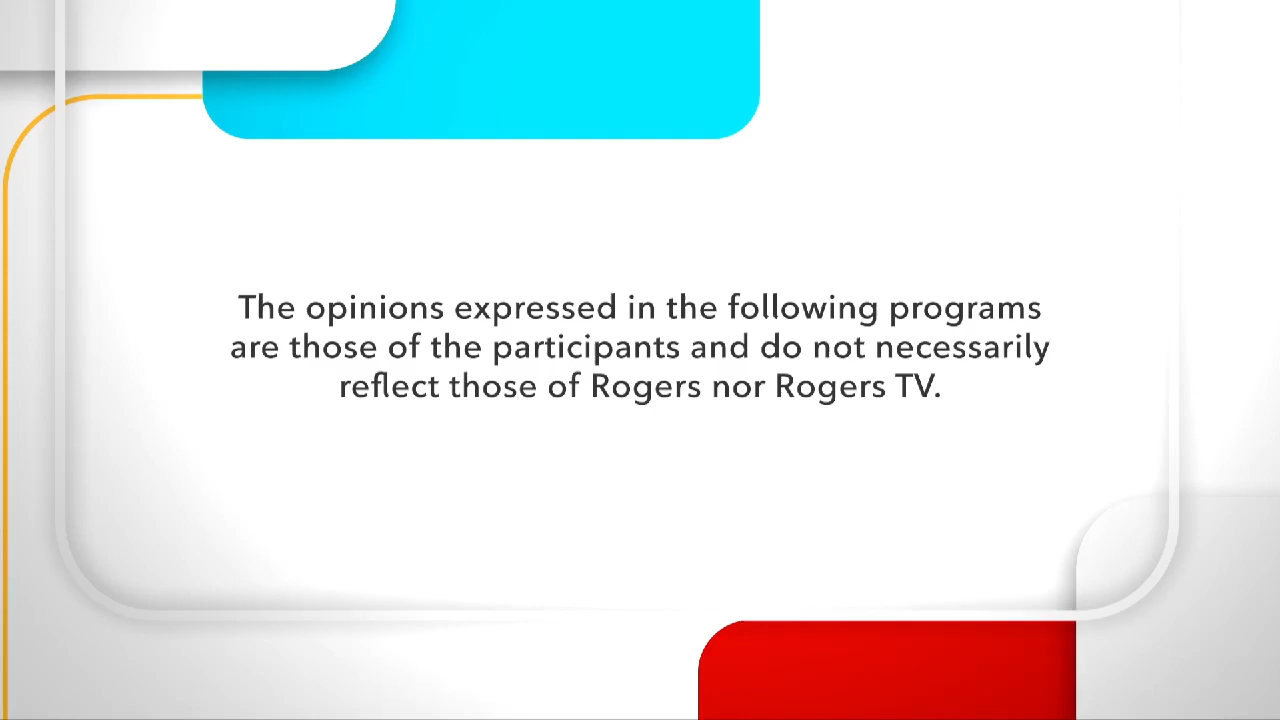 The opinions expressed in the following programs
are those of the participants and do not necessarily
reflect those of Rogers nor Rogers TV.